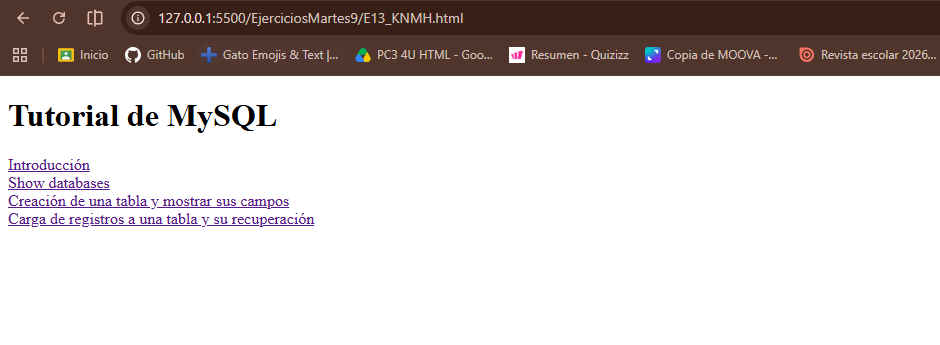 127.0.0.1:5500/EjerciciosMartes9/E13_KNMH.html
Inicio GitHub Gato Emojis & Text |... PC3 4U HTML - Goo... Resumen - Quizizz Copia de MOOVA -... Revista escolar 2026...
Tutorial de MySQL
Introducción
Show databases
Creación de una tabla y mostrar sus campos
Carga de registros a una tabla y su recuperación